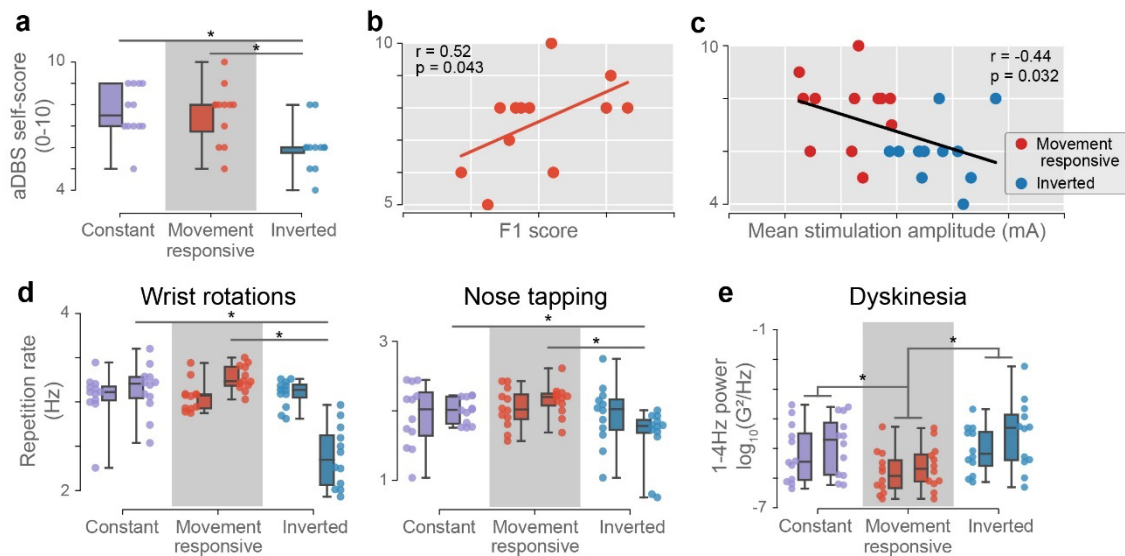 a
aDBS self-score
(0-10)
10
4
*
*
Constant
Movement
responsive
Inverted
b
10
5
r = 0.52
p = 0.043
F1 score
c
10
4
r = -0.44
p = 0.032
Movement
responsive
Inverted
Mean stimulation amplitude (mA)
d
Wrist rotations
Repetition rate
(Hz)
4
2
*
*
Constant
Movement
responsive
Inverted
Nose tapping
3
1
*
*
Constant
Movement
responsive
Inverted
e
Dyskinesia
1-4Hz power
log₁₀(G²/Hz)
-1
-7
*
*
Constant
Movement
responsive
Inverted